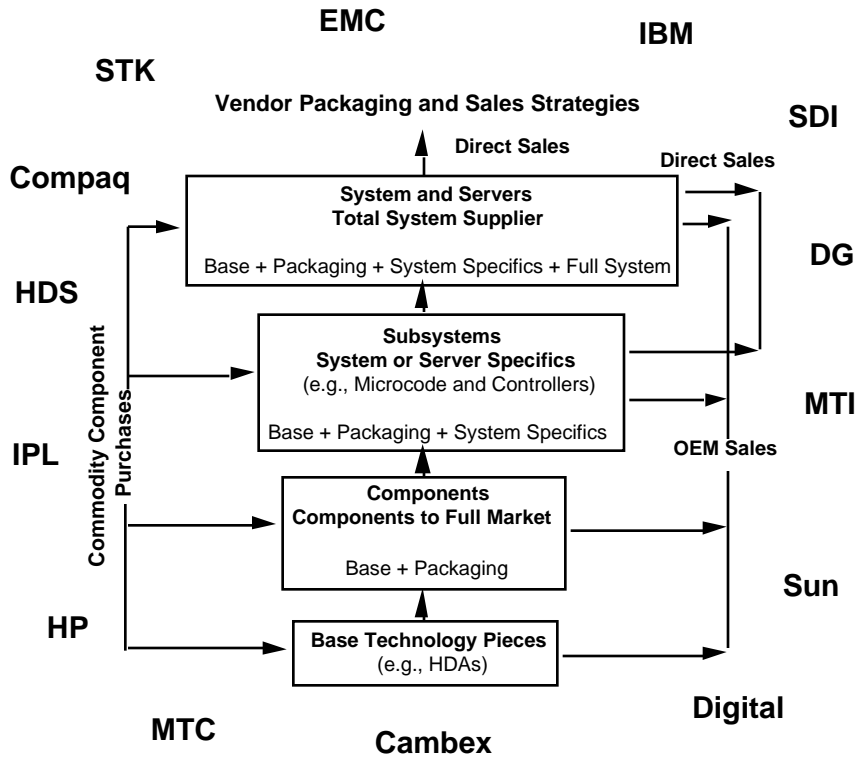 EMC
IBM
STK
Vendor Packaging and Sales Strategies
SDI
Direct Sales
Direct Sales
Compaq
System and Servers
Total System Supplier
Base + Packaging + System Specifics + Full System
DG
HDS
Subsystems
System or Server Specifics
(e.g., Microcode and Controllers)
Base + Packaging + System Specifics
MTI
Commodity Component
Purchases
IPL
OEM Sales
Components
Components to Full Market
Base + Packaging
Sun
HP
Base Technology Pieces
(e.g., HDAs)
Digital
MTC
Cambex